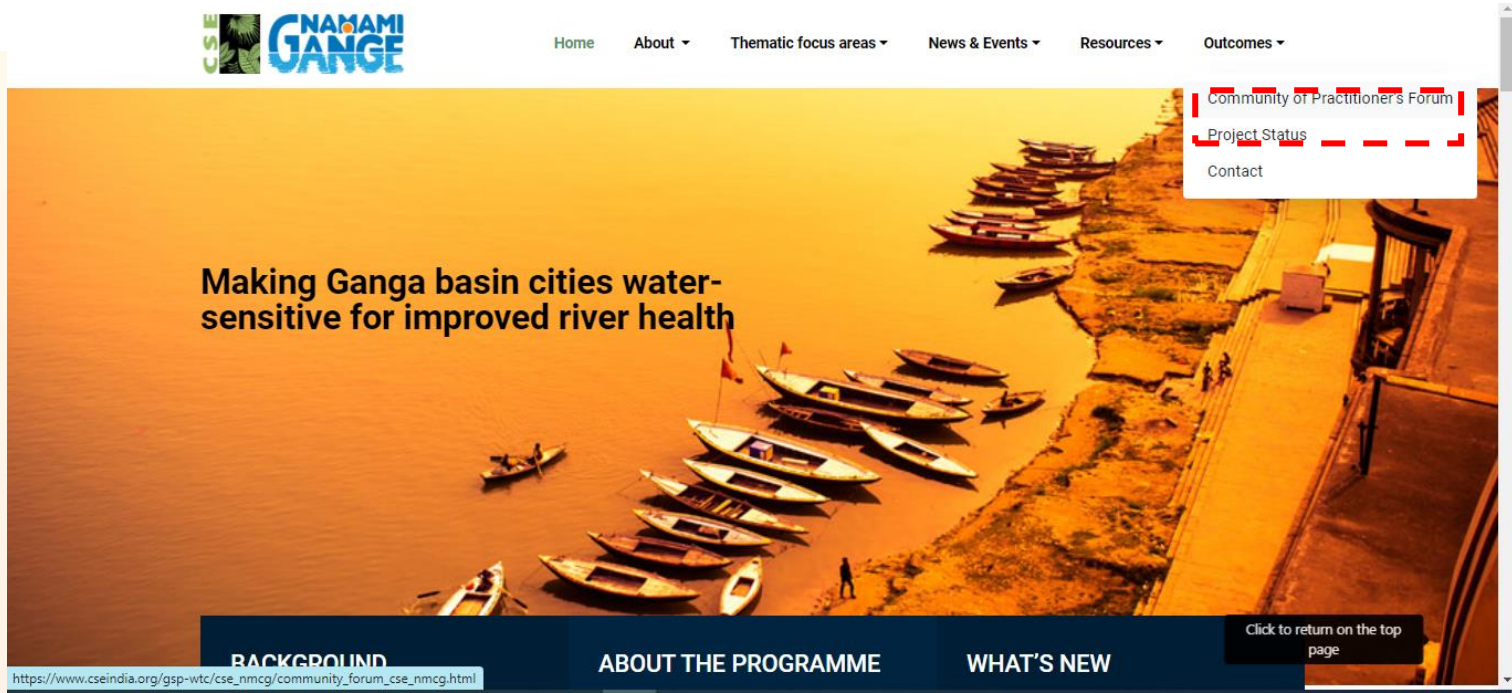 CSE
NAMAMI
GANGE
Home About Thematic focus areas News & Events Resources Outcomes
Community of Practitioner's Forum
Project Status
Contact
Making Ganga basin cities water-
sensitive for improved river health
BACKGROUND ABOUT THE PROGRAMME WHAT'S NEW
Click to return on the top
page
https://www.cseindia.org/gsp-wtc/cse_nmcg/community_forum_cse_nmcg.html